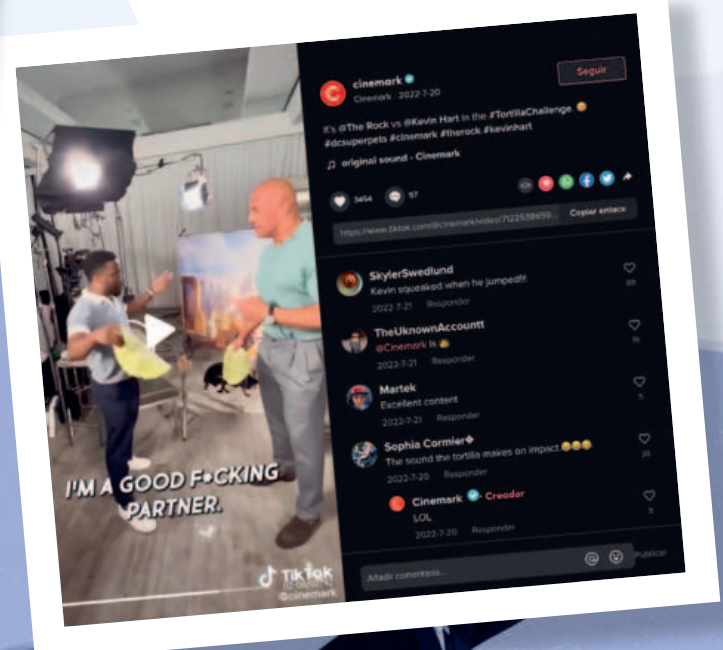 cinemark
Cinemark · 2022-7-20
Seguir
It's @The Rock vs @Kevin Hart in the #TortillaChallenge.
#dcsuperpets #cinemark #therock #kevinhart
original sound - Cinemark
3464
57
Copiar enlace
SkylerSwedlund
Kevin squeaked when he jumped!!
2022-7-21 Responder
TheUknownAccountt
@Cinemark is
2022-7-21 Responder
Martek
Excellent content
2022-7-21 Responder
Sophia Cormier
The sound the tortilla makes on impact
2022-7-20 Responder
Cinemark · Creador
LOL
2022-7-20 Responder
Añadir comentario...
Publicar
I'M A GOOD F•CKING
PARTNER.
TikTok
@cinemark